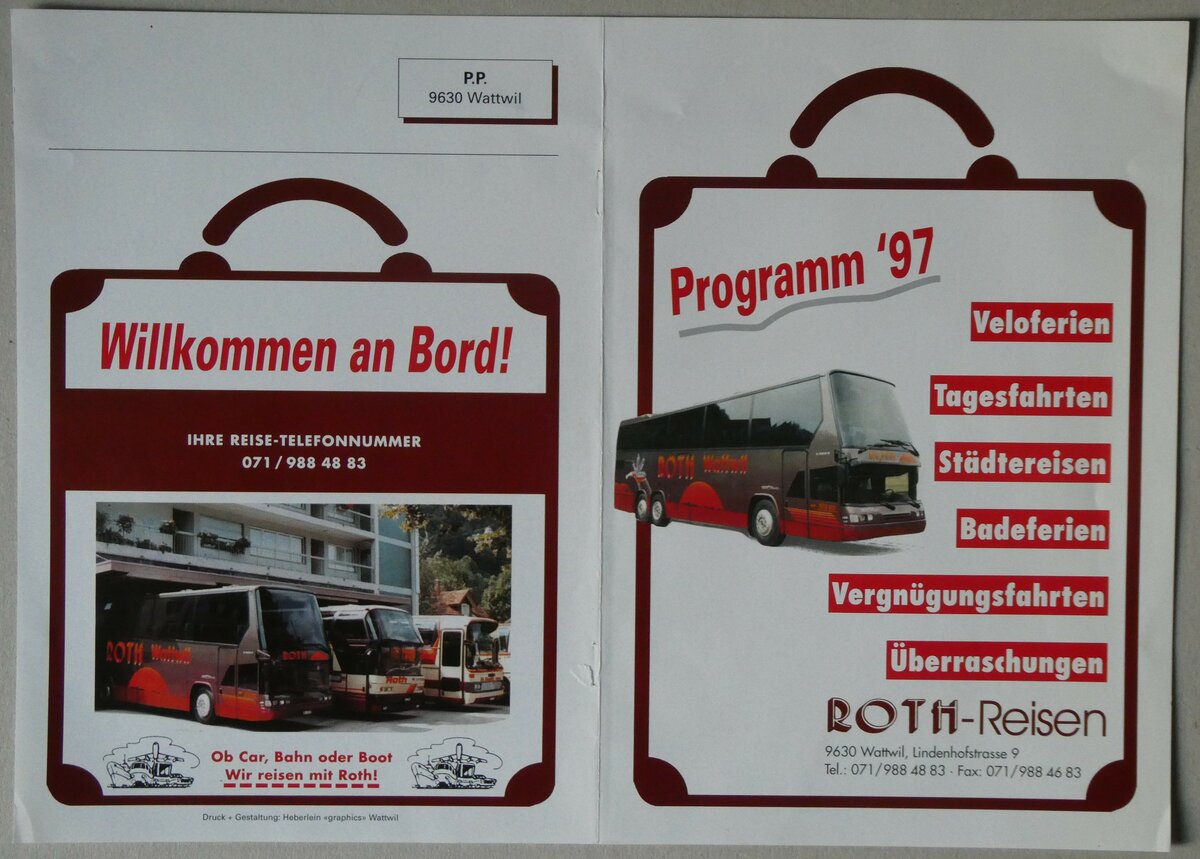 P.P.
9630 Wattwil
Willkommen an Bord!
IHRE REISE-TELEFONNUMMER
071 / 988 48 83
ROTH Wattwil
ROTH
Roth
Ob Car, Bahn oder Boot
Wir reisen mit Roth!
Druck + Gestaltung: Heberlein «graphics» Wattwil
Programm '97
Veloferien
Tagesfahrten
Städtereisen
Badeferien
Vergnügungsfahrten
Überraschungen
ROTH Wattwil
ROTH-Reisen
9630 Wattwil, Lindenhofstrasse 9
Tel.: 071/988 48 83 · Fax: 071/988 46 83